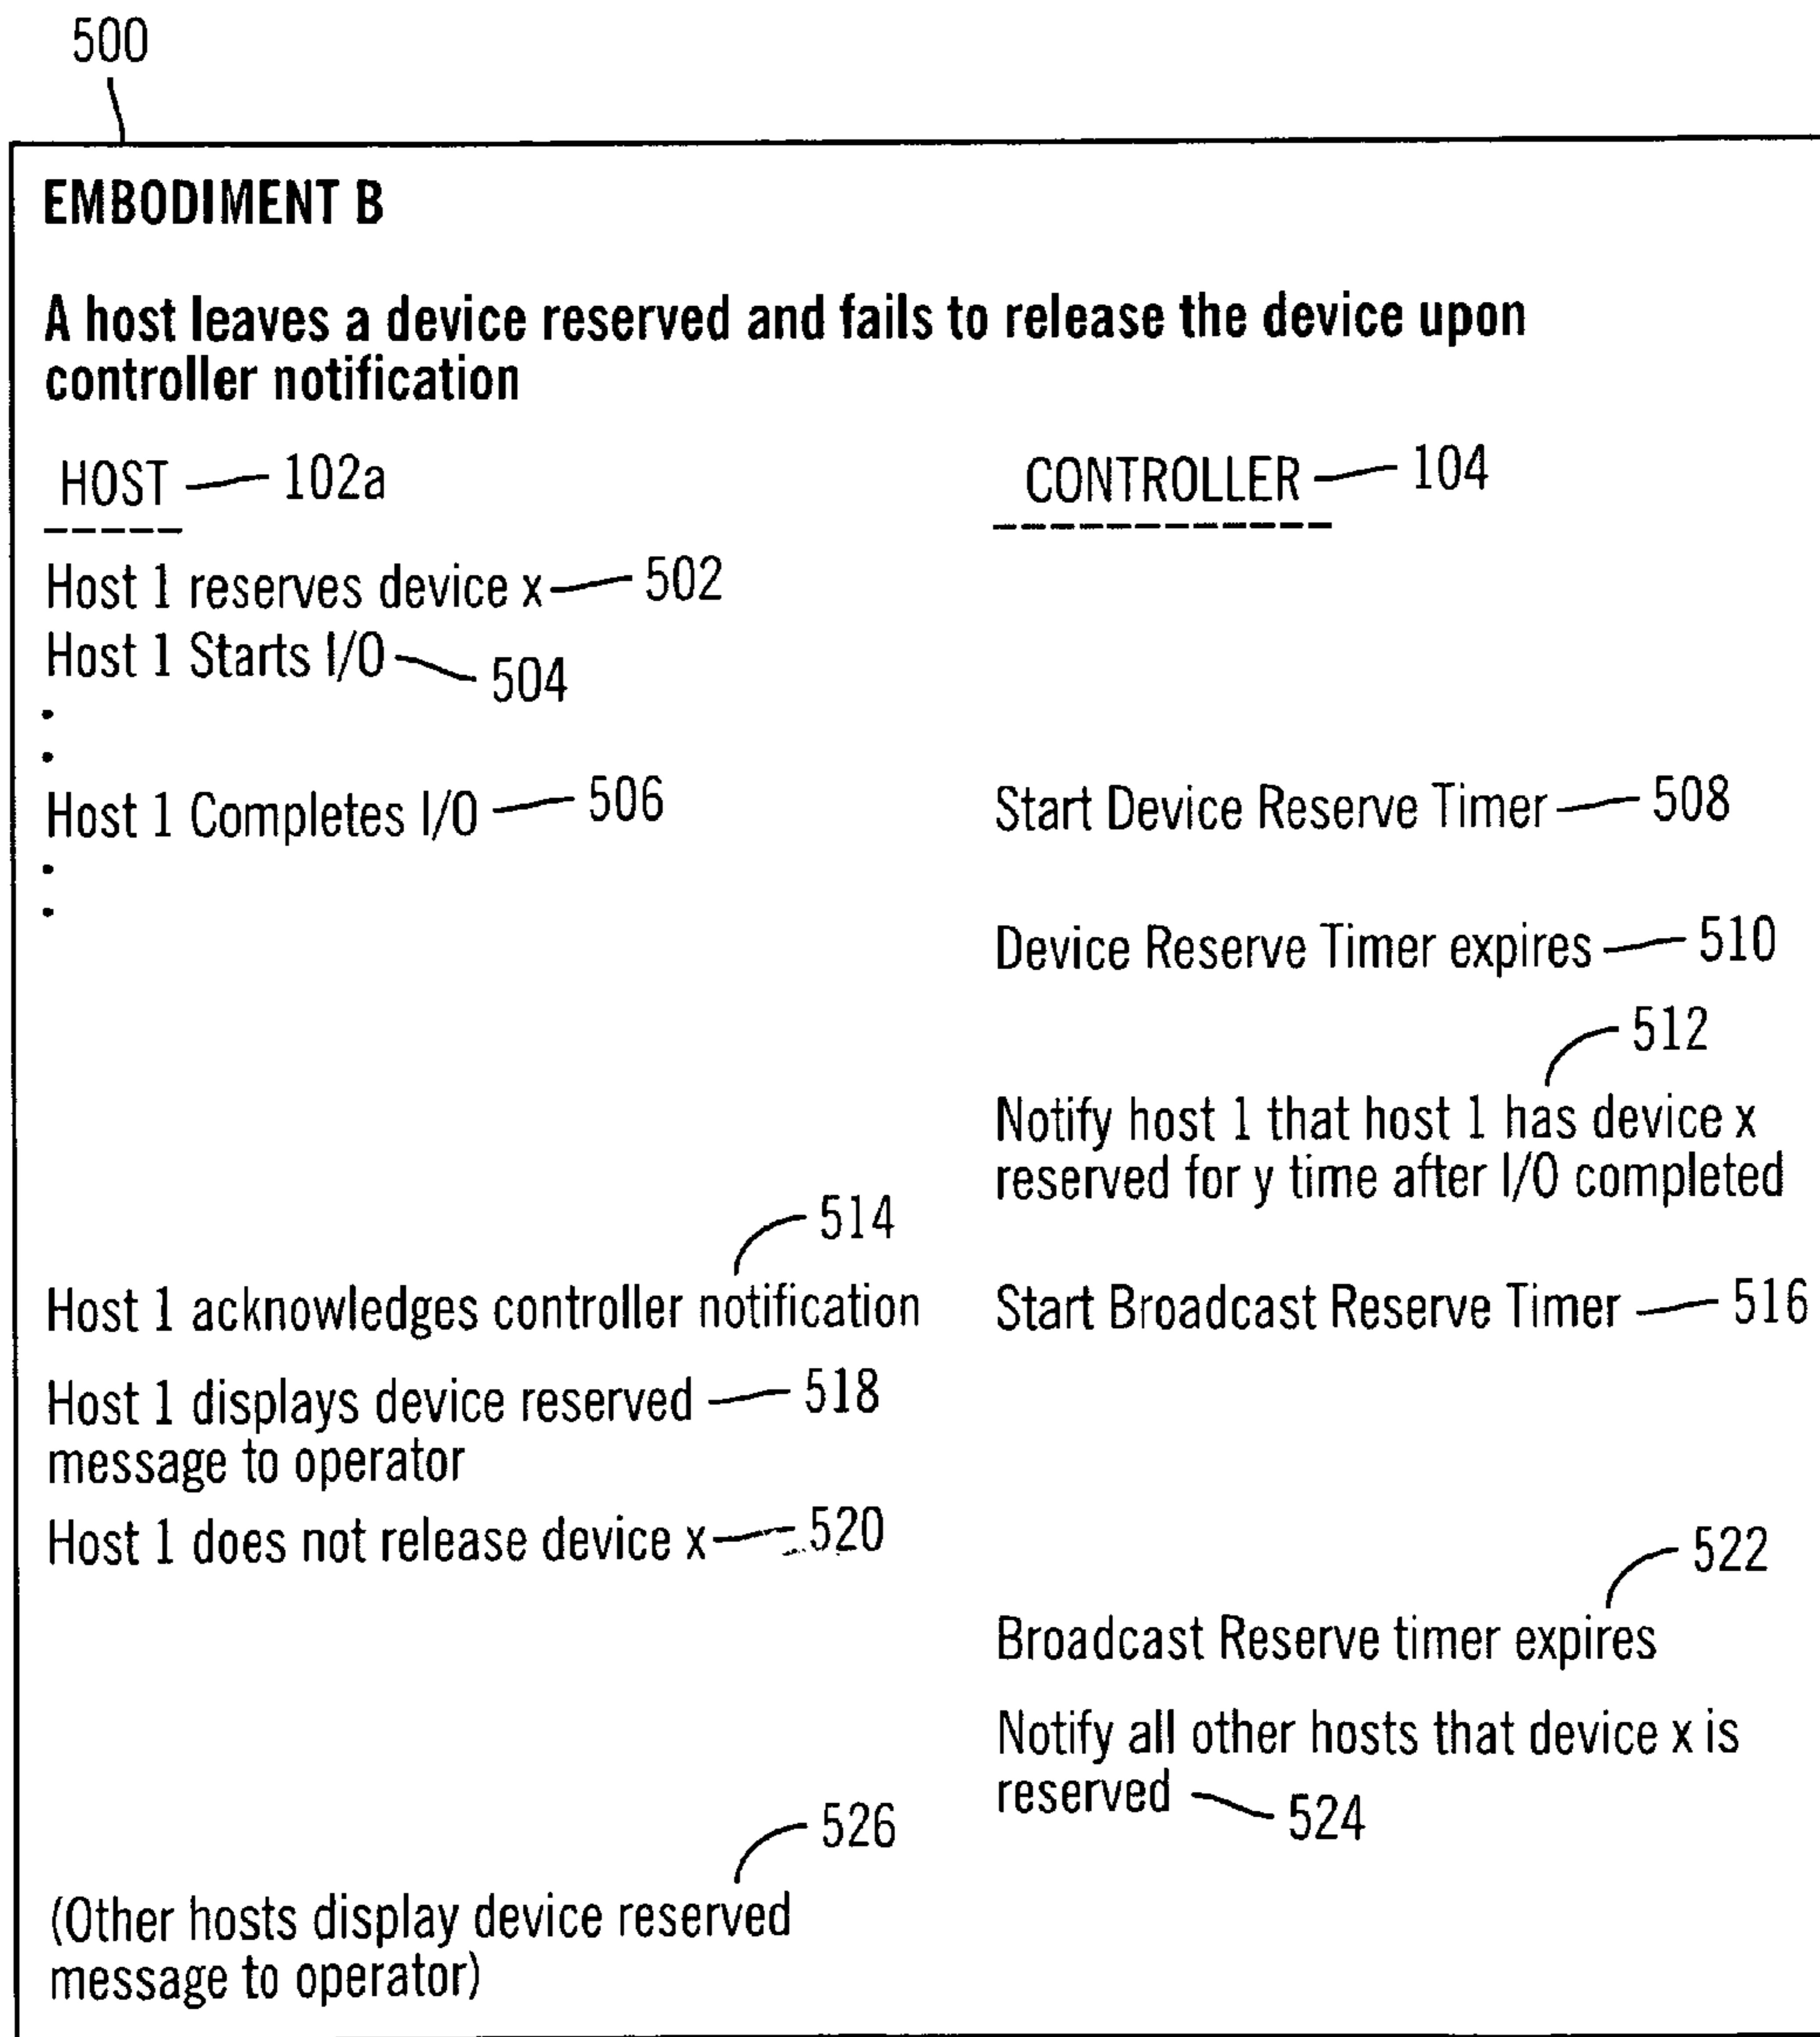 500
EMBODIMENT B
A host leaves a device reserved and fails to release the device upon
controller notification
HOST 102a
CONTROLLER 104
Host 1 reserves device x 502
Host 1 Starts I/O 504
Host 1 Completes I/O 506
Start Device Reserve Timer 508
Device Reserve Timer expires 510
512
Notify host 1 that host 1 has device x
reserved for y time after I/O completed
514
Host 1 acknowledges controller notification
Start Broadcast Reserve Timer 516
Host 1 displays device reserved 518
message to operator
Host 1 does not release device x 520
522
Broadcast Reserve timer expires
Notify all other hosts that device x is
reserved 524
526
(Other hosts display device reserved
message to operator)